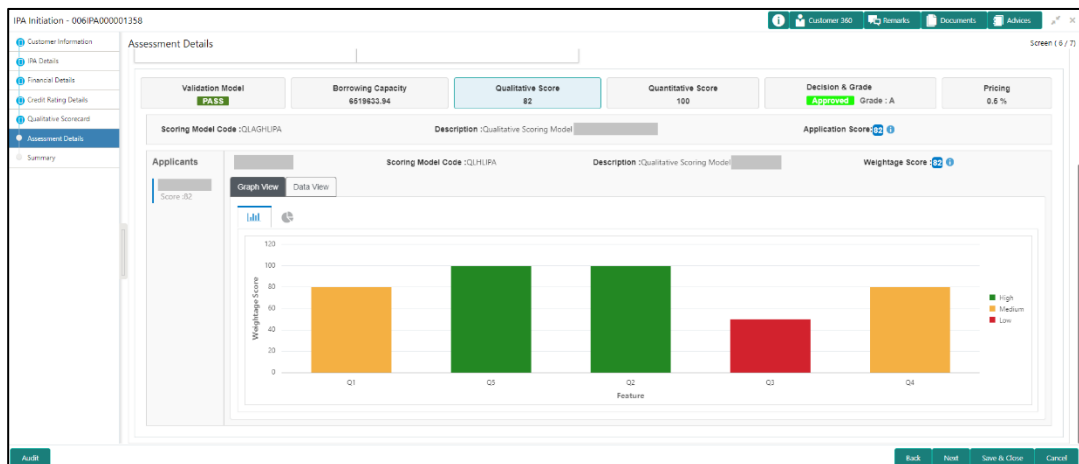 IPA Initiation - 006IPA000001358
Customer 360
Remarks
Documents
Advices
Customer Information
IPA Details
Financial Details
Credit Rating Details
Qualitative Scorecard
Assessment Details
Summary
Assessment Details
Screen ( 6 / 7)
Validation Model
PASS
Borrowing Capacity
6519633.94
Qualitative Score
82
Quantitative Score
100
Decision & Grade
Approved Grade : A
Pricing
0.5 %
Scoring Model Code :QLAGHLIPA
Description :Qualitative Scoring Model
Application Score: 82
Applicants
Score :82
Scoring Model Code :QLHLIPA
Description :Qualitative Scoring Model
Weightage Score : 82
Graph View
Data View
Weightage Score
120
100
80
60
40
20
0
Q1
Q5
Q2
Q3
Q4
Feature
High
Medium
Low
Audit
Back
Next
Save & Close
Cancel